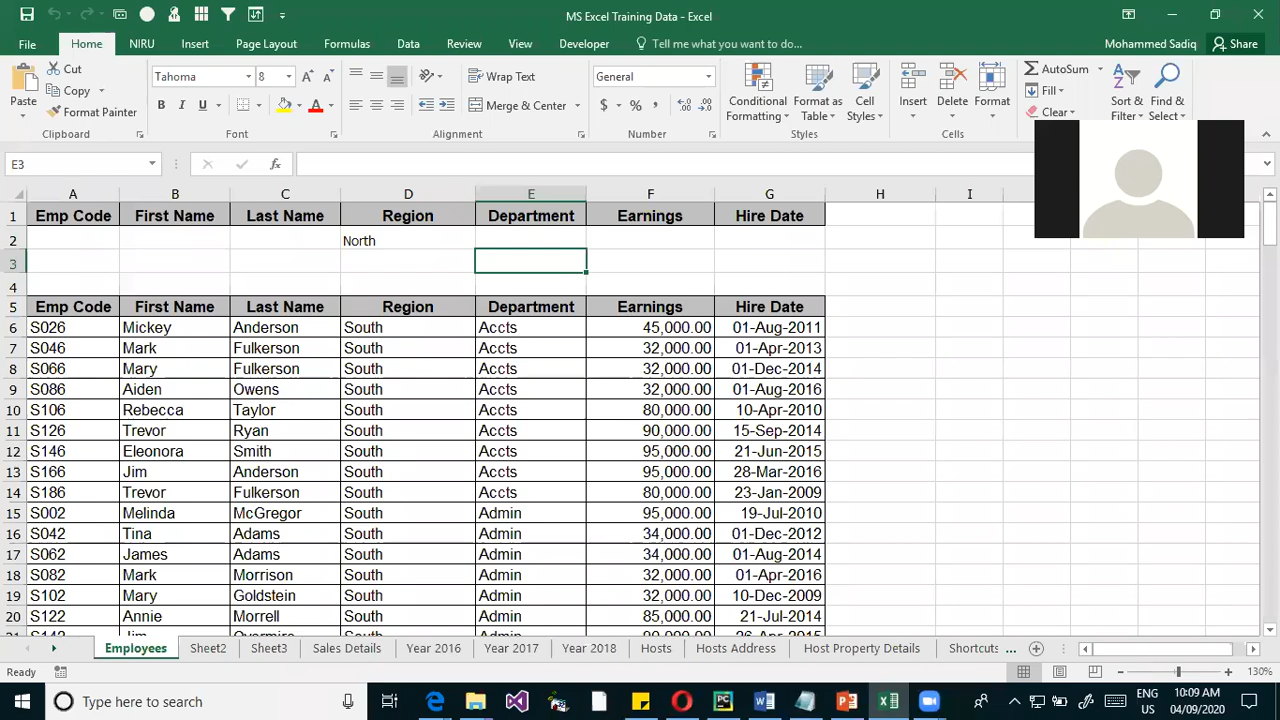 MS Excel Training Data - Excel
File Home NIRU Insert Page Layout Formulas Data Review View Developer Tell me what you want to do... Mohammed Sadiq Share
Paste Cut Copy Format Painter Clipboard
Tahoma 8 B I U A Font
Wrap Text Merge & Center Alignment
General $ % , Number
Conditional Formatting Format as Table Cell Styles Styles
Insert Delete Format Cells
AutoSum Fill Clear Sort & Filter Find & Select
E3 fx
A B C D E F G H I
1 Emp Code First Name Last Name Region Department Earnings Hire Date
2 North
3
4
5 Emp Code First Name Last Name Region Department Earnings Hire Date
6 S026 Mickey Anderson South Accts 45,000.00 01-Aug-2011
7 S046 Mark Fulkerson South Accts 32,000.00 01-Apr-2013
8 S066 Mary Fulkerson South Accts 32,000.00 01-Dec-2014
9 S086 Aiden Owens South Accts 32,000.00 01-Aug-2016
10 S106 Rebecca Taylor South Accts 80,000.00 10-Apr-2010
11 S126 Trevor Ryan South Accts 90,000.00 15-Sep-2014
12 S146 Eleonora Smith South Accts 95,000.00 21-Jun-2015
13 S166 Jim Anderson South Accts 95,000.00 28-Mar-2016
14 S186 Trevor Fulkerson South Accts 80,000.00 23-Jan-2009
15 S002 Melinda McGregor South Admin 95,000.00 19-Jul-2010
16 S042 Tina Adams South Admin 34,000.00 01-Dec-2012
17 S062 James Adams South Admin 34,000.00 01-Aug-2014
18 S082 Mark Morrison South Admin 32,000.00 01-Apr-2016
19 S102 Mary Goldstein South Admin 32,000.00 10-Dec-2009
20 S122 Annie Morrell South Admin 85,000.00 21-Jul-2014
Employees Sheet2 Sheet3 Sales Details Year 2016 Year 2017 Year 2018 Hosts Hosts Address Host Property Details Shortcuts ...
Ready 130%
Type here to search ENG US 10:09 AM 04/09/2020